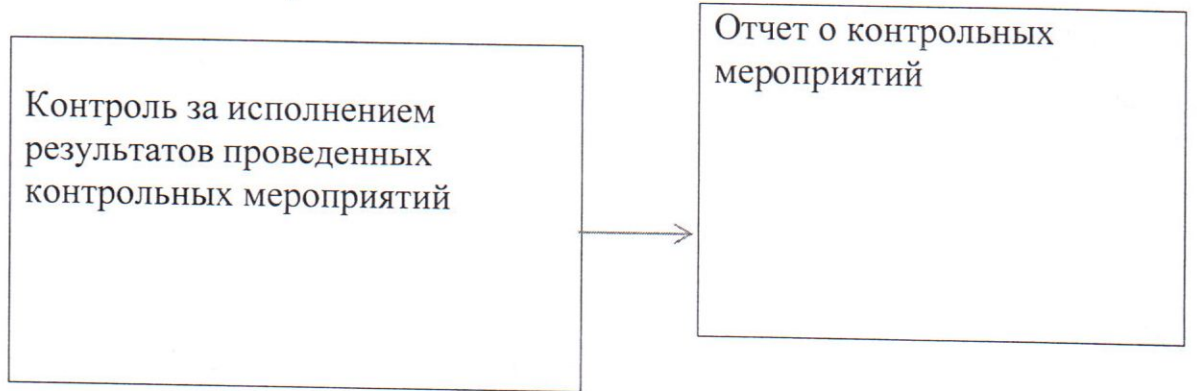 Контроль за исполнением
результатов проведенных
контрольных мероприятий
Отчет о контрольных
мероприятий